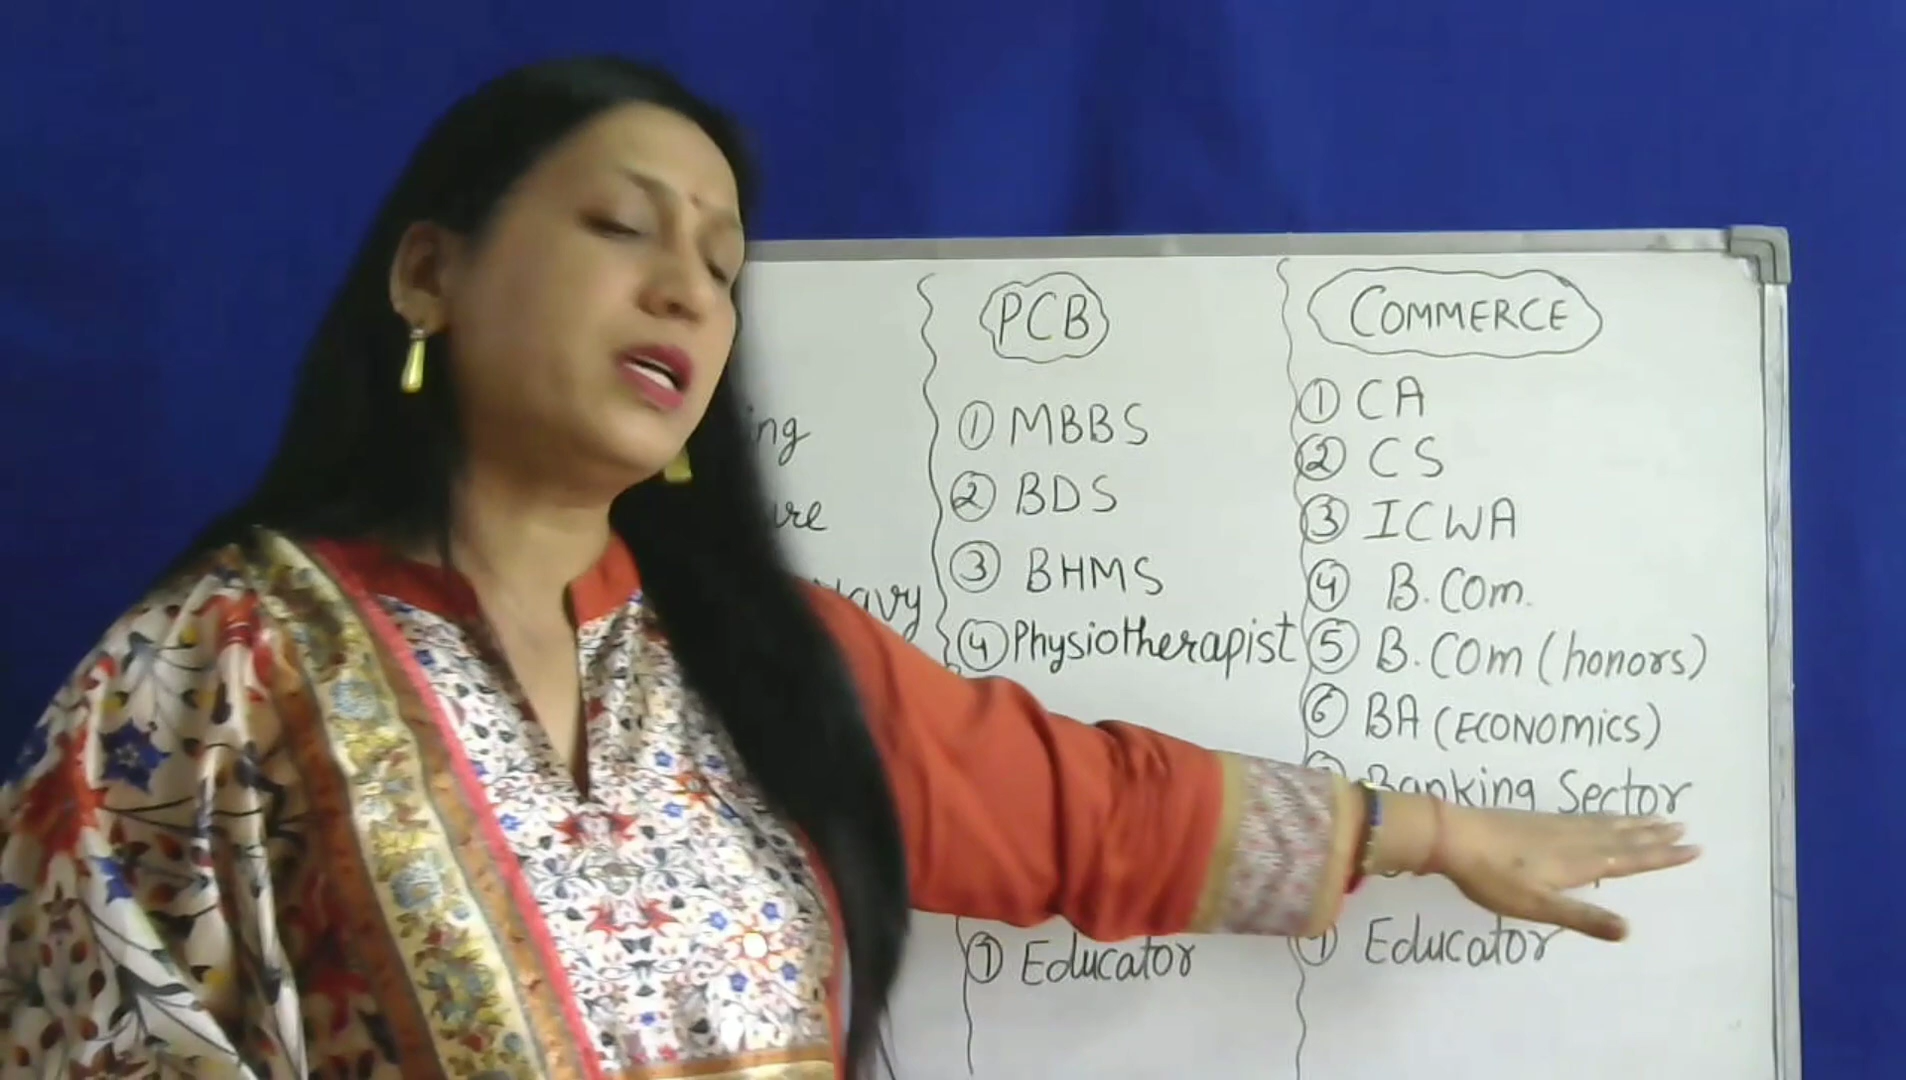 PCB
① MBBS
② BDS
③ BHMS
④ Physiotherapist
⑦ Educator
COMMERCE
① CA
② CS
③ ICWA
④ B.Com.
⑤ B.Com (honors)
⑥ BA (ECONOMICS)
Banking Sector
Educator